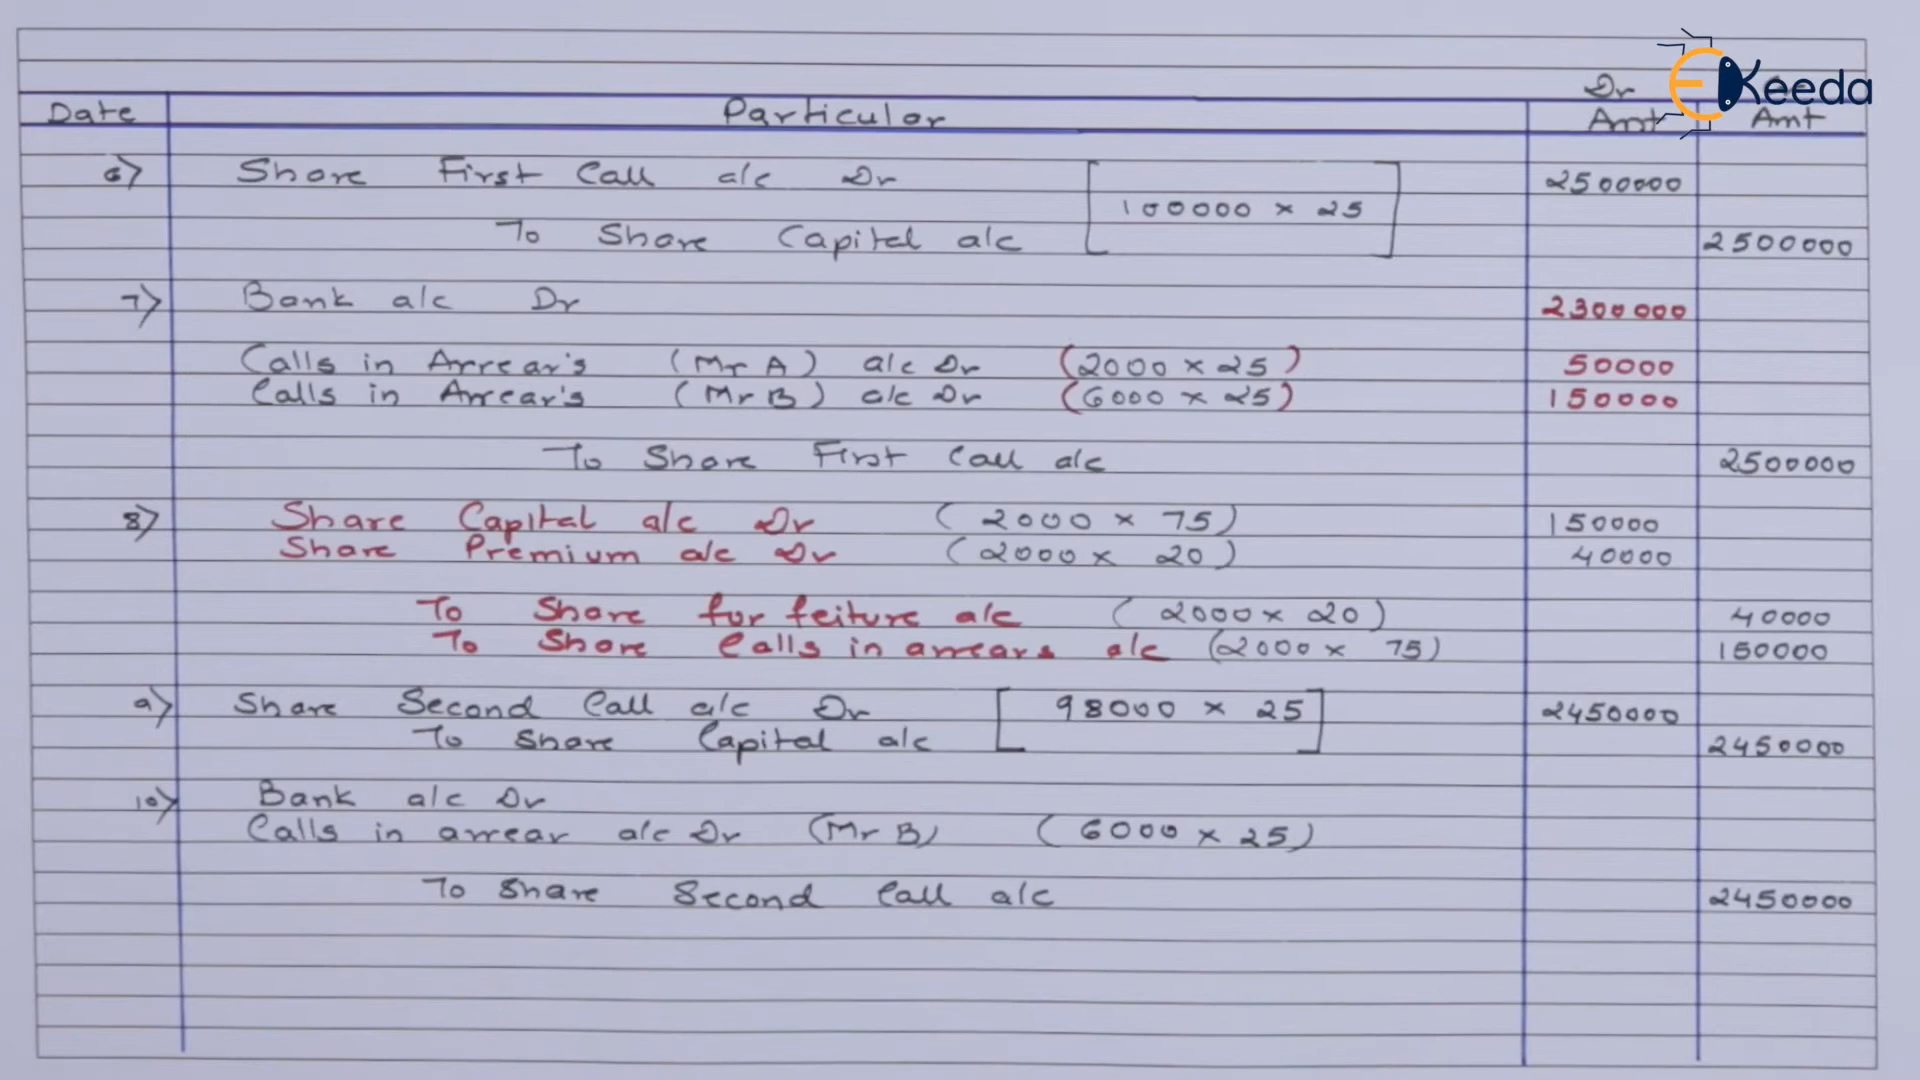 Dr
EKeeda
Date Particular Amt Amt
6) Share First Call a/c Dr 2500000
[100000 x 25]
To Share Capital a/c 2500000
7) Bank a/c Dr 2300000
Calls in Arrear's (Mr A) a/c Dr (2000 x 25) 50000
Calls in Arrear's (Mr B) a/c Dr (6000 x 25) 150000
To Share First Call a/c 2500000
8) Share Capital a/c Dr (2000 x 75) 150000
Share Premium a/c Dr (2000 x 20) 40000
To Share forfeiture a/c (2000 x 20) 40000
To Share Calls in arrears a/c (2000 x 75) 150000
9) Share Second Call a/c Dr [98000 x 25] 2450000
To Share Capital a/c 2450000
10) Bank a/c Dr
Calls in arrear a/c Dr (Mr B) (6000 x 25)
To Share Second Call a/c 2450000